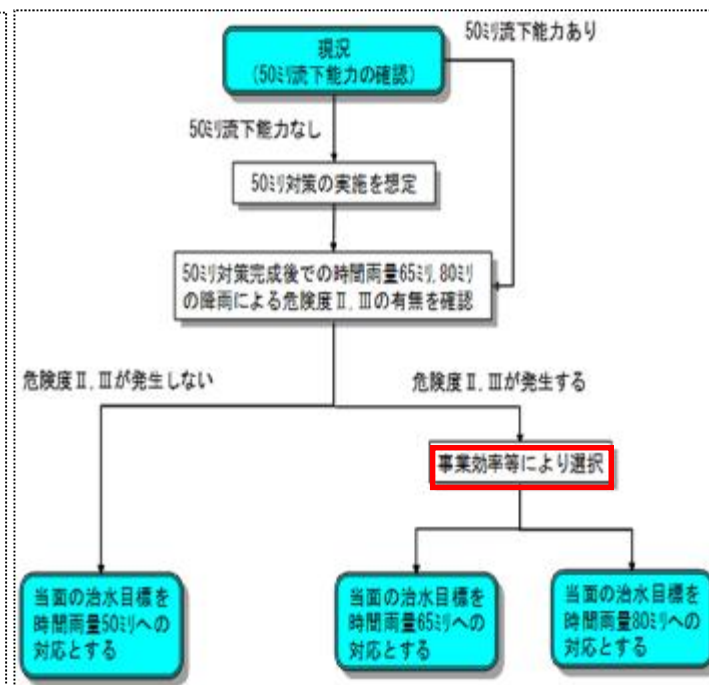 50ミリ流下能力あり
現況
(50ミリ流下能力の確認)
50ミリ流下能力なし
50ミリ対策の実施を想定
50ミリ対策完成後での時間雨量65ミリ,80ミリ
の降雨による危険度Ⅱ,Ⅲの有無を確認
危険度Ⅱ,Ⅲが発生しない
危険度Ⅱ,Ⅲが発生する
事業効率等により選択
当面の治水目標を
時間雨量50ミリへの
対応とする
当面の治水目標を
時間雨量65ミリへの
対応とする
当面の治水目標を
時間雨量80ミリへの
対応とする